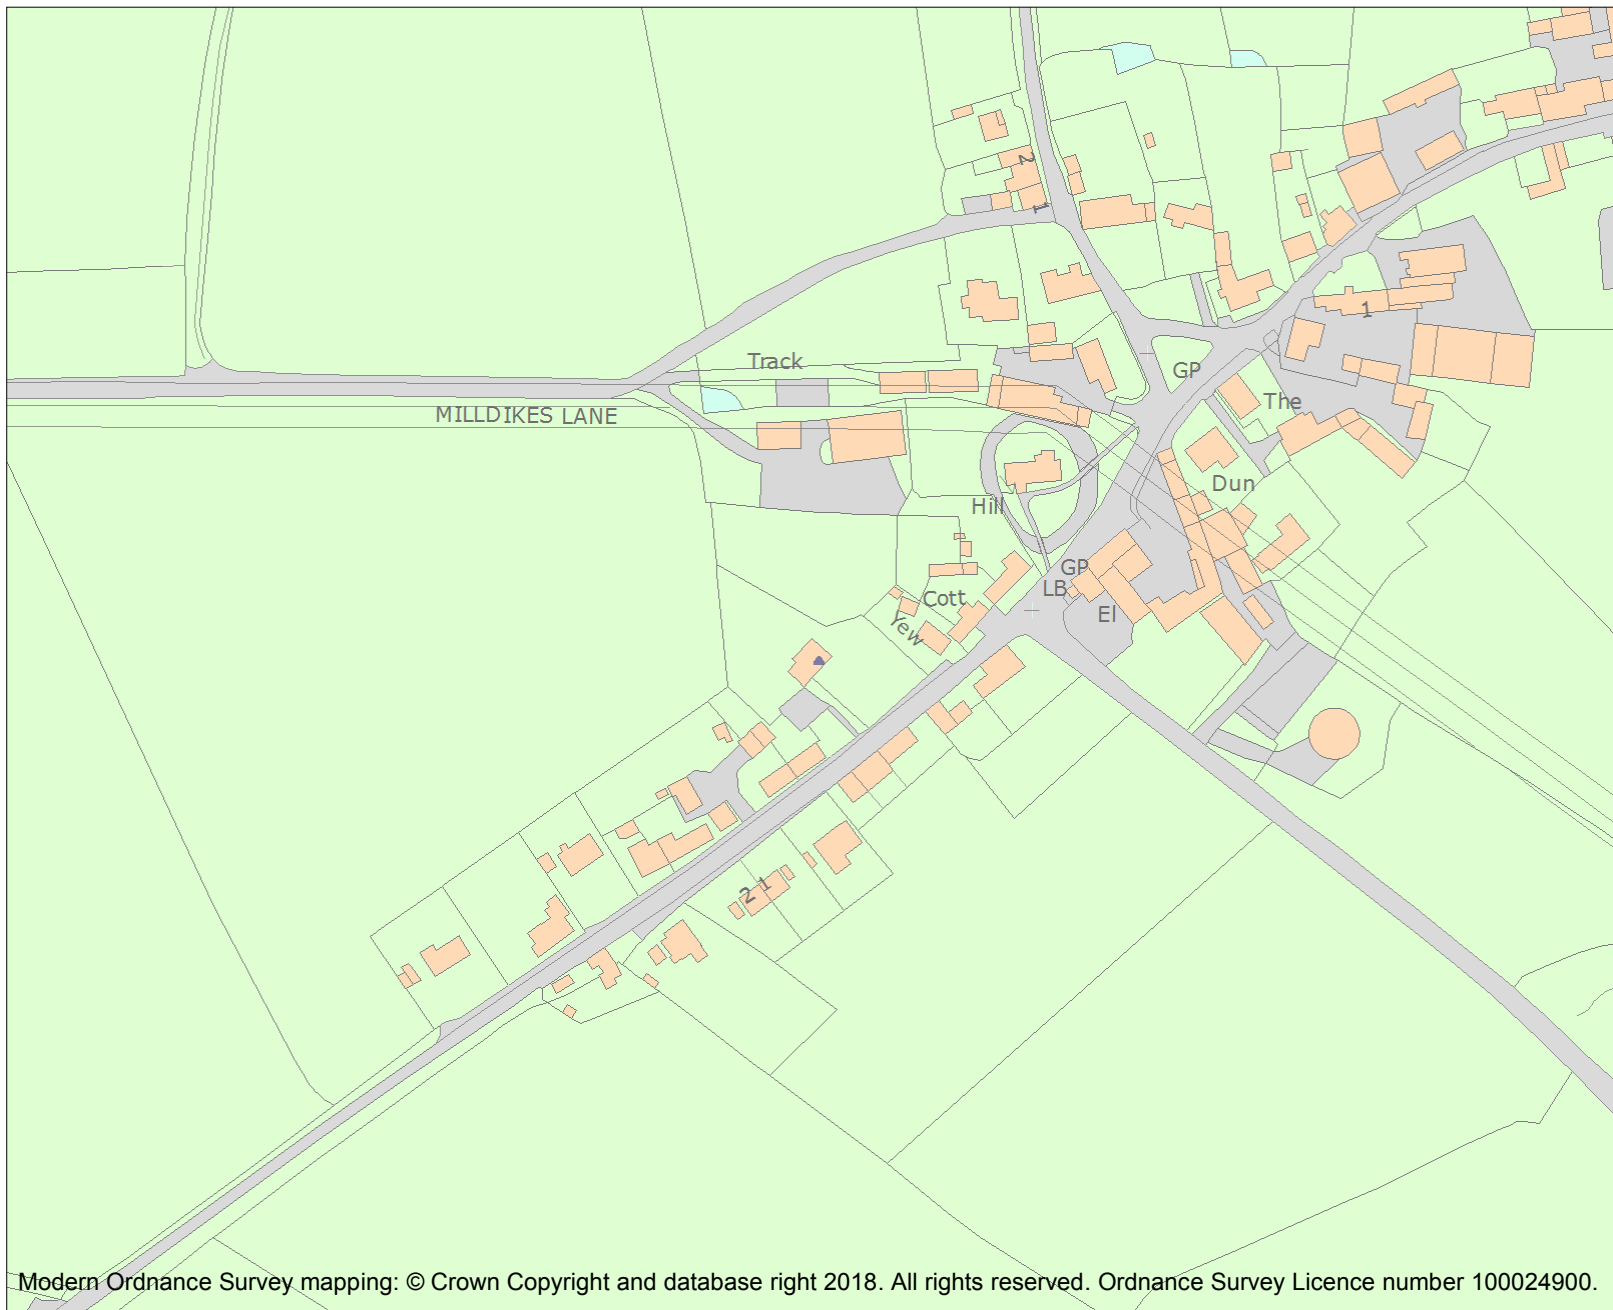 2
1
1
Track
GP
The
MILLDIKES LANE
Dun
Hill
GP
LB
Cott
El
Yew
2 1
Modern Ordnance Survey mapping: © Crown Copyright and database right 2018. All rights reserved. Ordnance Survey Licence number 100024900.